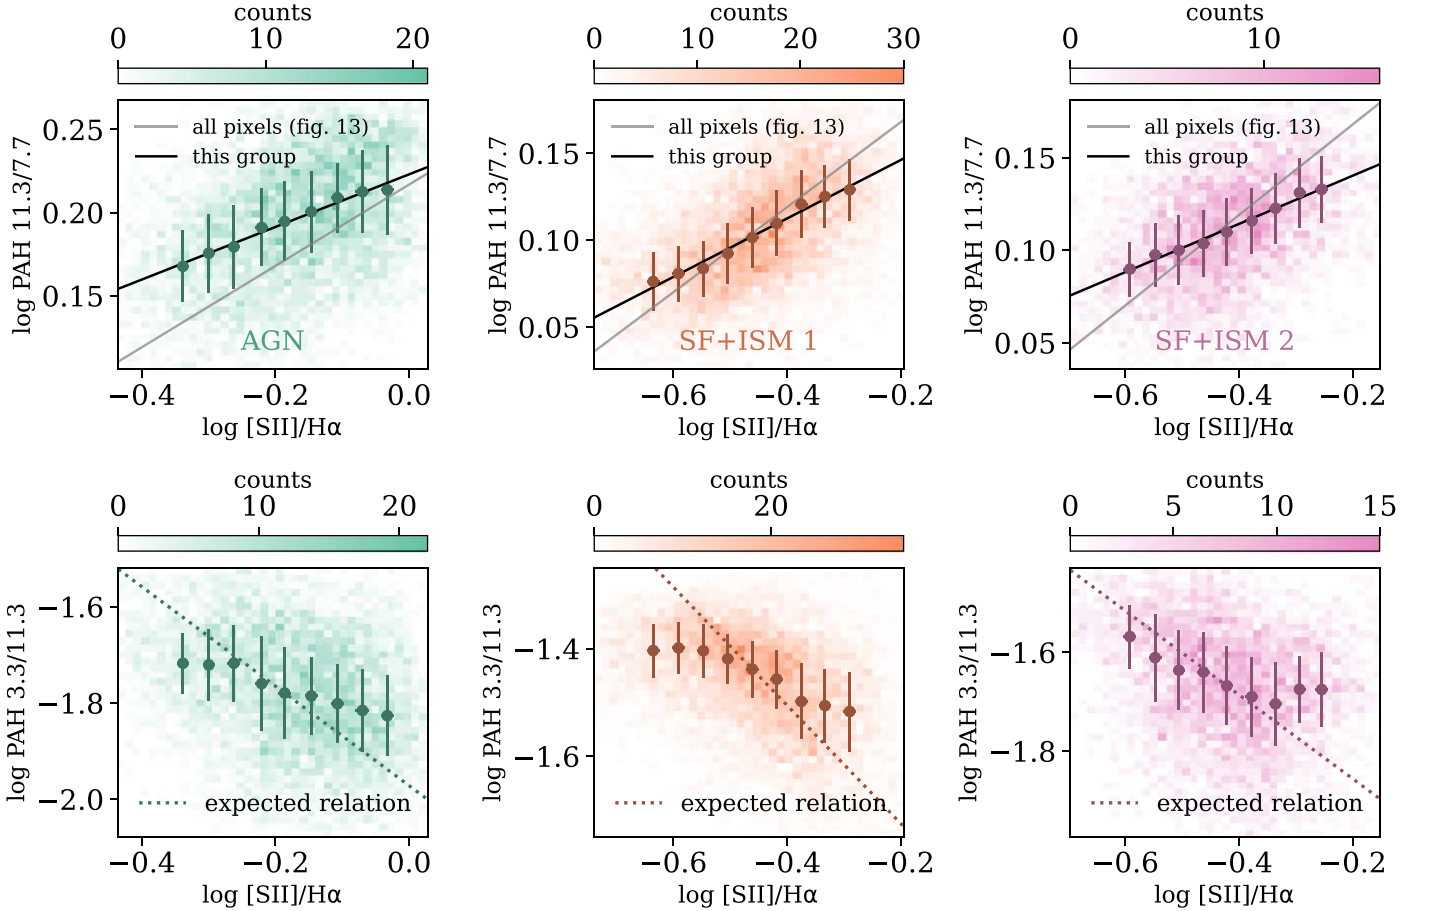 counts
0 10 20
log PAH 11.3/7.7
0.25
0.20
0.15
all pixels (fig. 13)
this group
AGN
−0.4 −0.2 0.0
log [SII]/Hα
counts
0 10 20 30
log PAH 11.3/7.7
0.15
0.10
0.05
all pixels (fig. 13)
this group
SF+ISM 1
−0.6 −0.4 −0.2
log [SII]/Hα
counts
0 10
log PAH 11.3/7.7
0.15
0.10
0.05
all pixels (fig. 13)
this group
SF+ISM 2
−0.6 −0.4 −0.2
log [SII]/Hα
counts
0 10 20
log PAH 3.3/11.3
−1.6
−1.8
−2.0
expected relation
−0.4 −0.2 0.0
log [SII]/Hα
counts
0 20
log PAH 3.3/11.3
−1.4
−1.6
expected relation
−0.6 −0.4 −0.2
log [SII]/Hα
counts
0 5 10 15
log PAH 3.3/11.3
−1.6
−1.8
expected relation
−0.6 −0.4 −0.2
log [SII]/Hα